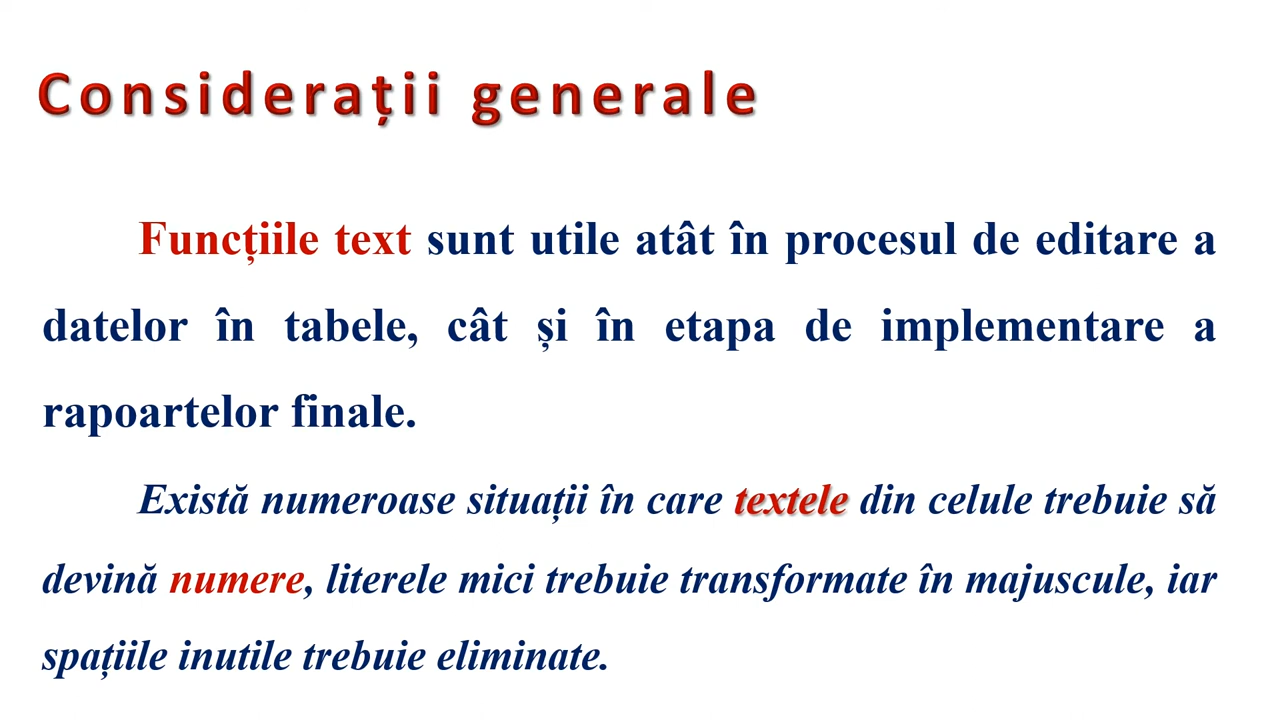 Considerații generale
Funcțiile text sunt utile atât în procesul de editare a
datelor în tabele, cât și în etapa de implementare a
rapoartelor finale.
Există numeroase situații în care textele din celule trebuie să
devină numere, literele mici trebuie transformate în majuscule, iar
spațiile inutile trebuie eliminate.